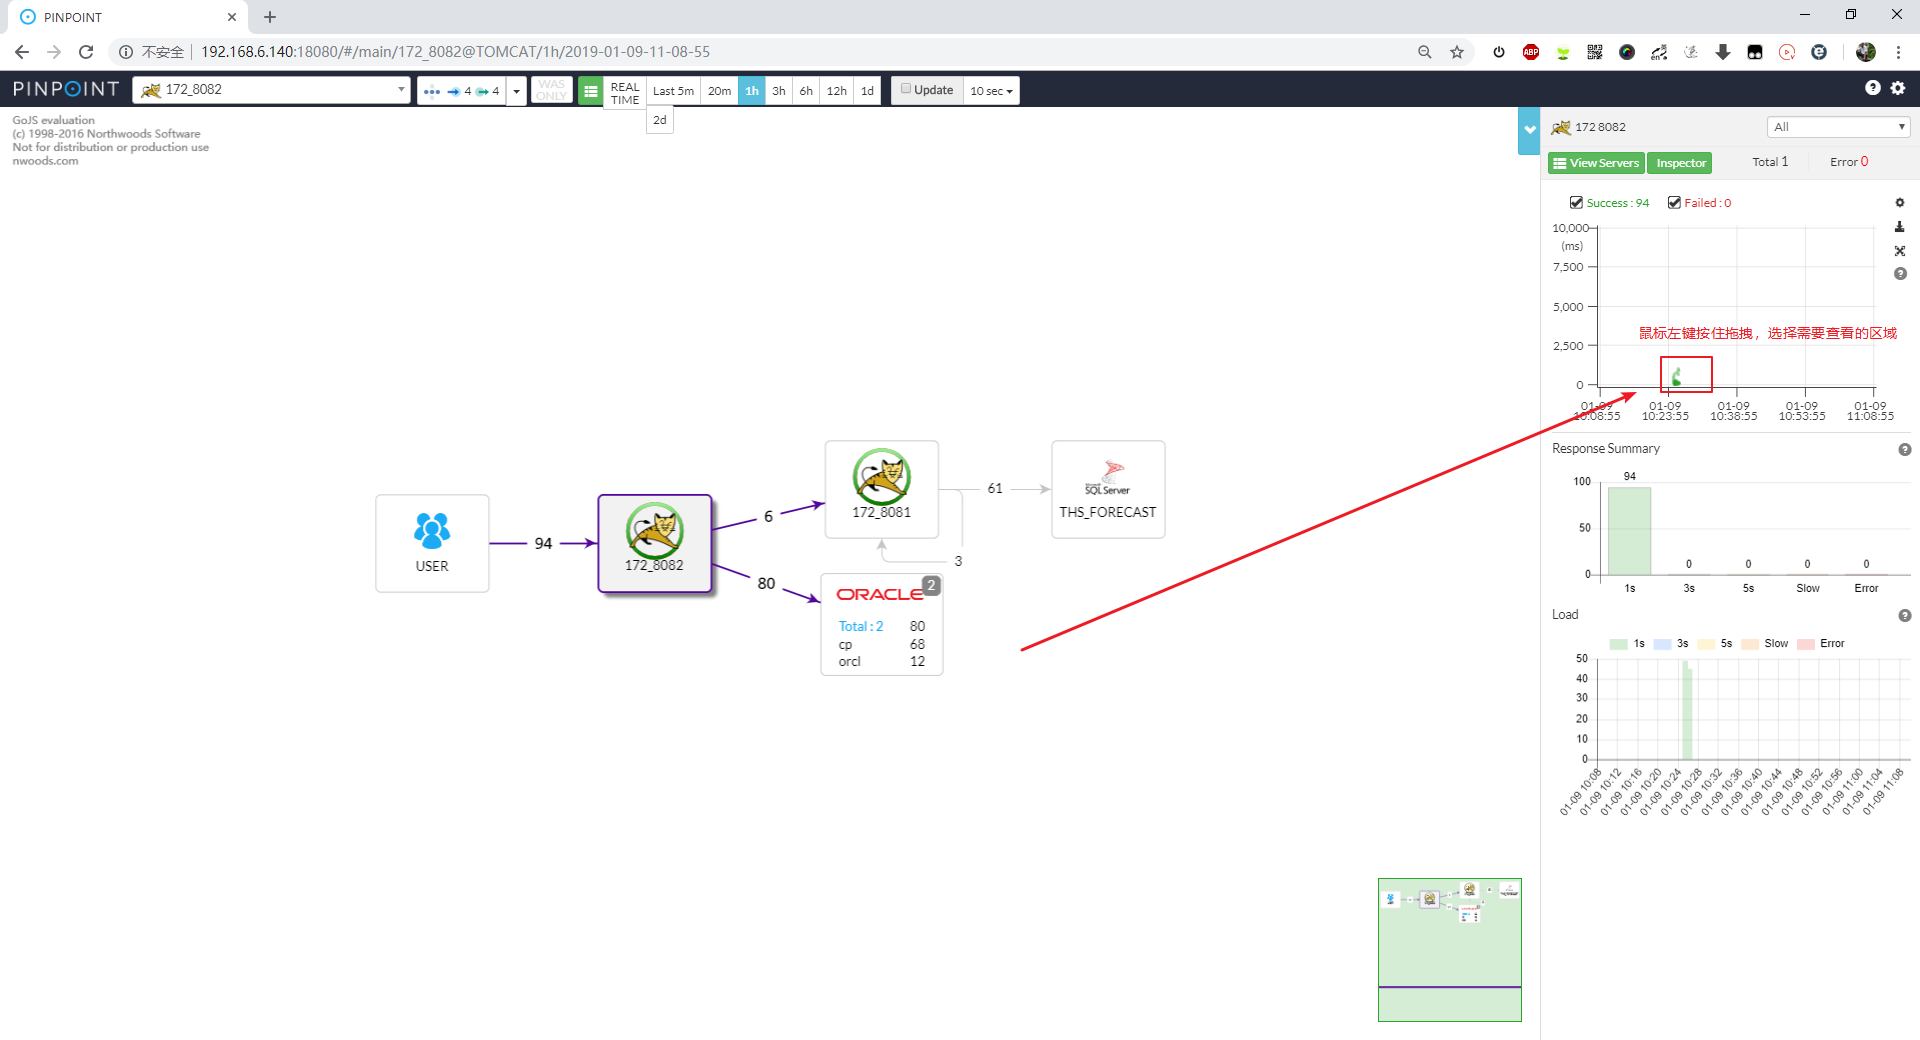 PINPOINT
不安全
192.168.6.140:18080/#/main/172_8082@TOMCAT/1h/2019-01-09-11-08-55
ABP
en
PINPOINT
172_8082
4
4
WAS ONLY
REAL TIME
Last 5m
20m
1h
3h
6h
12h
1d
2d
Update
10 sec
GoJS evaluation
(c) 1998-2016 Northwoods Software
Not for distribution or production use
nwoods.com
USER
94
172_8082
6
80
172_8081
61
3
Microsoft
SQL Server
THS_FORECAST
ORACLE
2
Total : 2 80
cp 68
orcl 12
172 8082
All
View Servers
Inspector
Total 1
Error 0
Success : 94
Failed : 0
10,000
(ms)
7,500
5,000
2,500
0
鼠标左键按住拖拽，选择需要查看的区域
01-09 10:08:55
01-09 10:23:55
01-09 10:38:55
01-09 10:53:55
01-09 11:08:55
Response Summary
94
100
50
0
0
0
0
0
1s
3s
5s
Slow
Error
Load
1s
3s
5s
Slow
Error
50
40
30
20
10
0
01-09 10:08
01-09 10:12
01-09 10:16
01-09 10:20
01-09 10:24
01-09 10:28
01-09 10:32
01-09 10:36
01-09 10:40
01-09 10:44
01-09 10:48
01-09 10:52
01-09 10:56
01-09 11:00
01-09 11:04
01-09 11:08